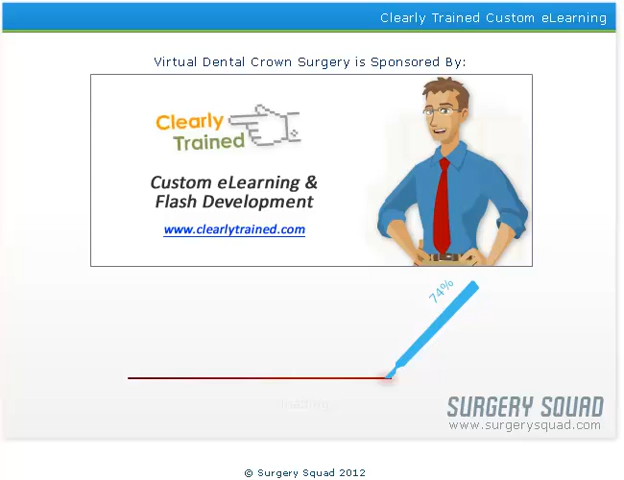 Clearly Trained Custom eLearning
Virtual Dental Crown Surgery is Sponsored By:
Clearly
Trained
Custom eLearning &
Flash Development
www.clearlytrained.com
74%
loading
SURGERY SQUAD
www.surgerysquad.com
© Surgery Squad 2012